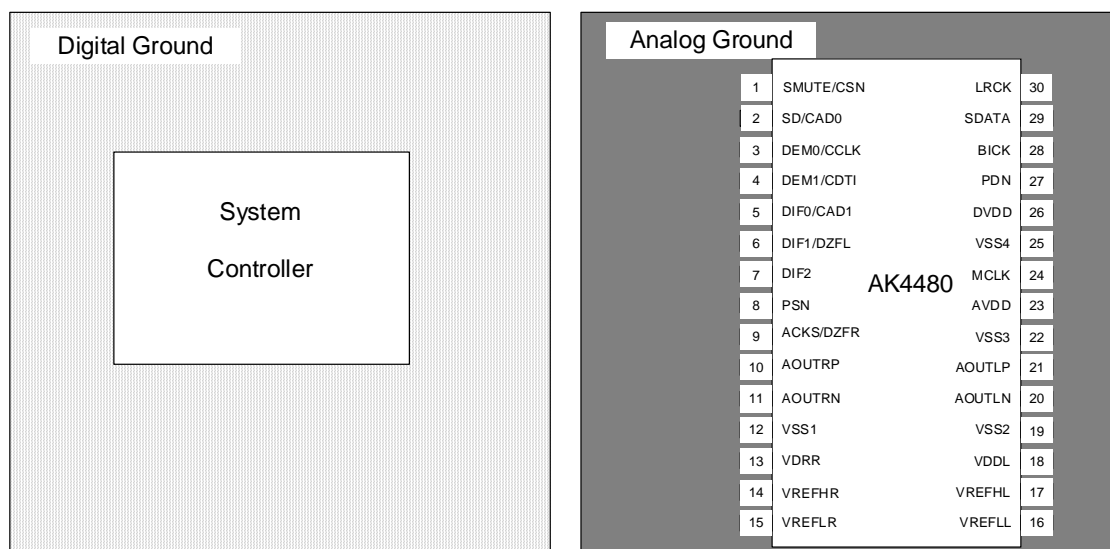 Digital Ground
System
Controller
Analog Ground
AK4480
1 SMUTE/CSN LRCK 30
2 SD/CAD0 SDATA 29
3 DEM0/CCLK BICK 28
4 DEM1/CDTI PDN 27
5 DIF0/CAD1 DVDD 26
6 DIF1/DZFL VSS4 25
7 DIF2 MCLK 24
8 PSN AVDD 23
9 ACKS/DZFR VSS3 22
10 AOUTRP AOUTLP 21
11 AOUTRN AOUTLN 20
12 VSS1 VSS2 19
13 VDRR VDDL 18
14 VREFHR VREFHL 17
15 VREFLR VREFLL 16